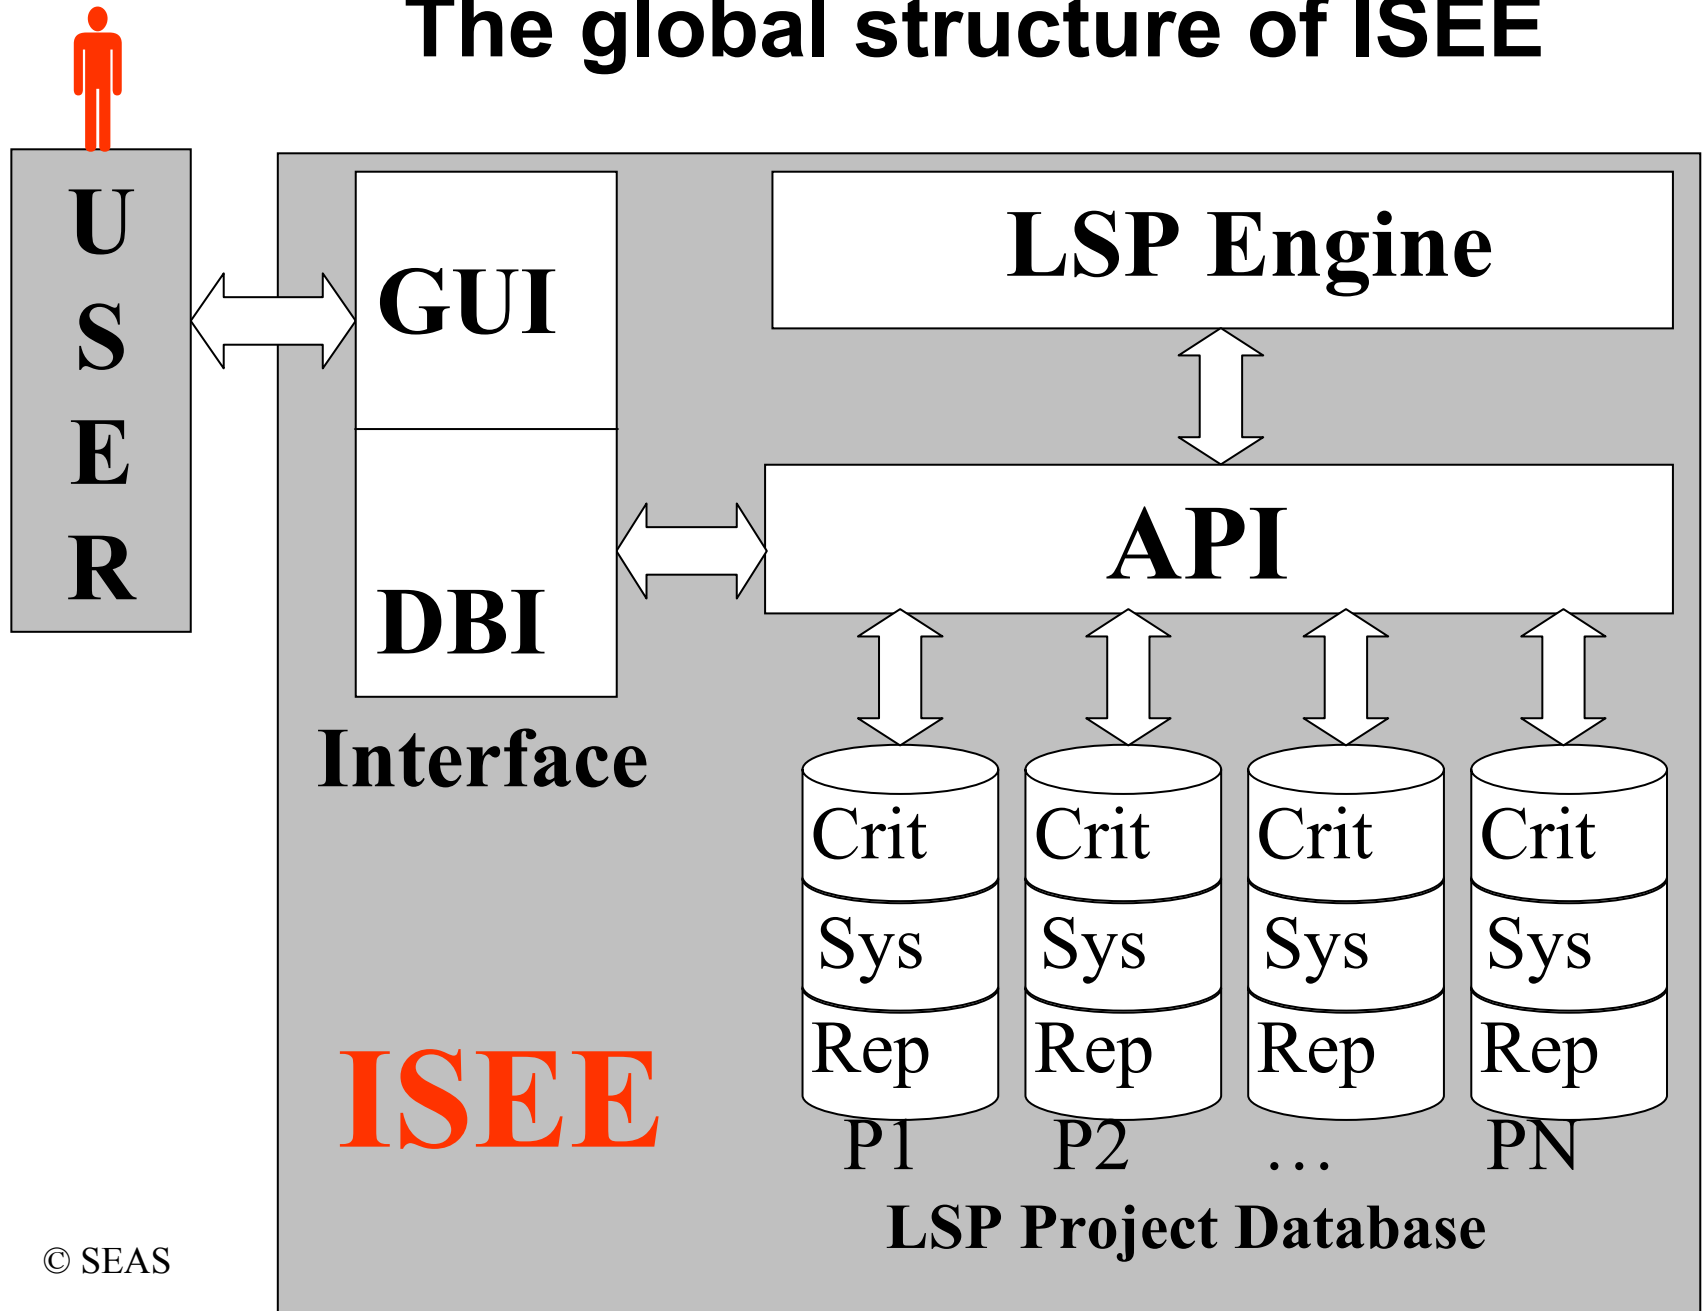 The global structure of ISEE
U
S
E
R
GUI
DBI
Interface
LSP Engine
API
Crit Crit Crit Crit
Sys Sys Sys Sys
Rep Rep Rep Rep
P1 P2 … PN
LSP Project Database
ISEE
© SEAS